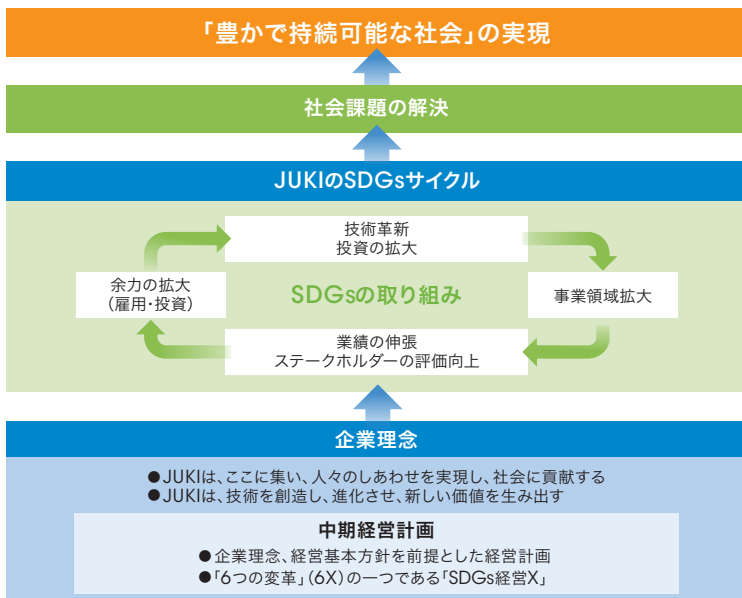 「豊かで持続可能な社会」の実現
社会課題の解決
JUKIのSDGsサイクル
技術革新
投資の拡大
余力の拡大
(雇用・投資)
SDGsの取り組み
事業領域拡大
業績の伸張
ステークホルダーの評価向上
企業理念
●JUKIは、ここに集い、人々のしあわせを実現し、社会に貢献する
●JUKIは、技術を創造し、進化させ、新しい価値を生み出す
中期経営計画
●企業理念、経営基本方針を前提とした経営計画
●「6つの変革」(6X)の一つである「SDGs経営X」